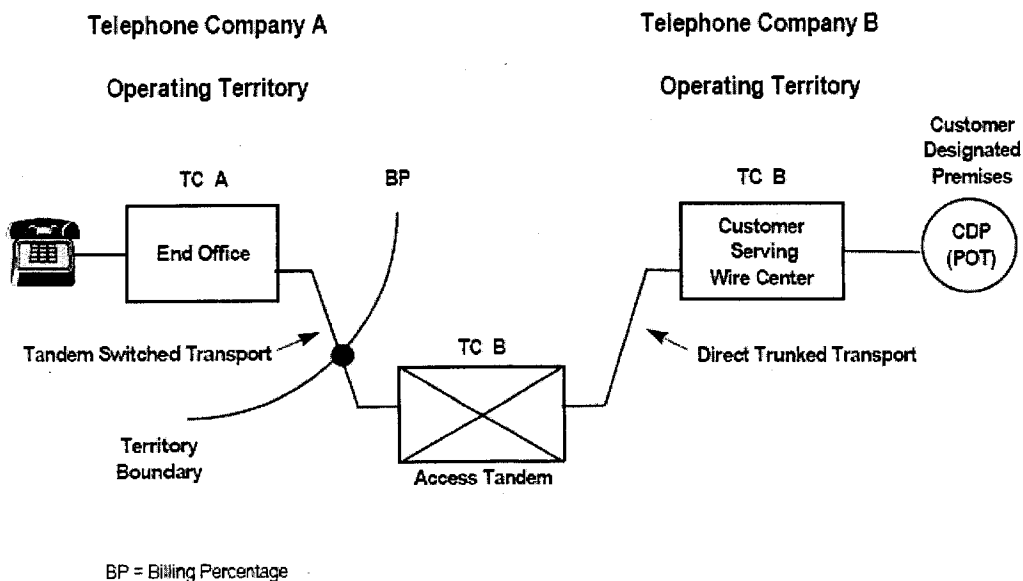 Telephone Company A
Operating Territory
Telephone Company B
Operating Territory
TC A
End Office
BP
Tandem Switched Transport
Territory
Boundary
TC B
Access Tandem
TC B
Customer
Serving
Wire Center
Direct Trunked Transport
Customer
Designated
Premises
CDP
(POT)
BP = Billing Percentage